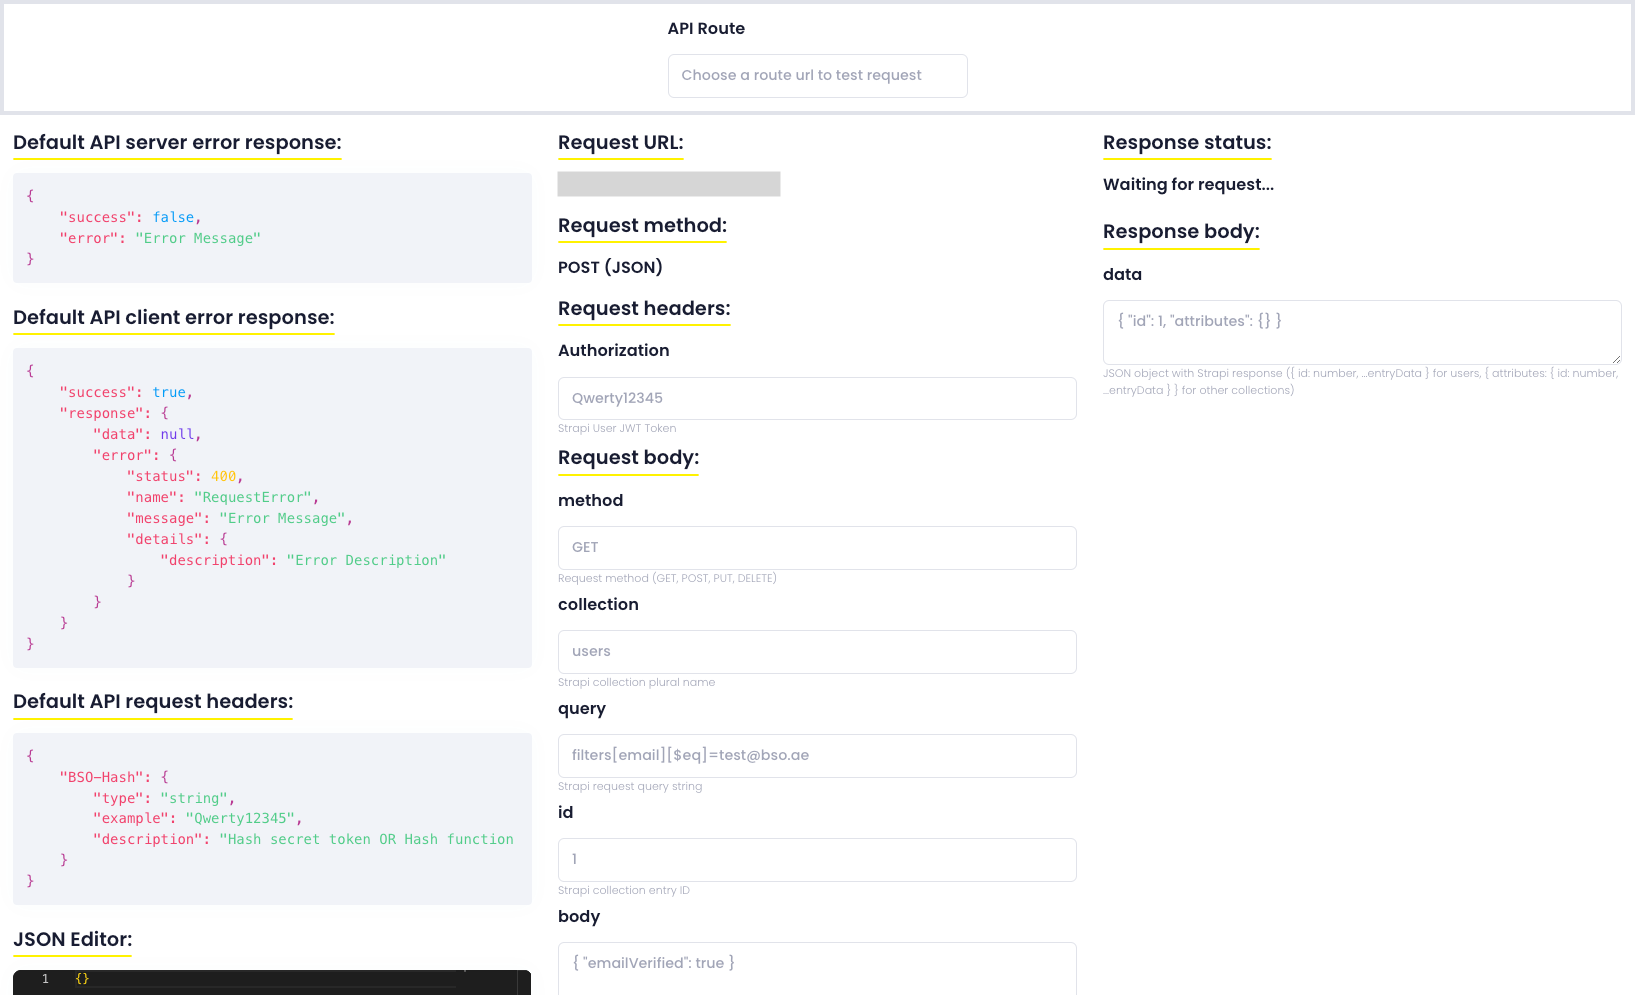 API Route
Choose a route url to test request
Default API server error response:
{
"success": false,
"error": "Error Message"
}
Default API client error response:
{
"success": true,
"response": {
"data": null,
"error": {
"status": 400,
"name": "RequestError",
"message": "Error Message",
"details": {
"description": "Error Description"
}
}
}
}
Default API request headers:
{
"BSO-Hash": {
"type": "string",
"example": "Qwerty12345",
"description": "Hash secret token OR Hash function
}
}
JSON Editor:
1 {}
Request URL:
Request method:
POST (JSON)
Request headers:
Authorization
Qwerty12345
Strapi User JWT Token
Request body:
method
GET
Request method (GET, POST, PUT, DELETE)
collection
users
Strapi collection plural name
query
filters[email][$eq]=test@bso.ae
Strapi request query string
id
1
Strapi collection entry ID
body
{ "emailVerified": true }
Response status:
Waiting for request...
Response body:
data
{ "id": 1, "attributes": {} }
JSON object with Strapi response ({ id: number, ...entryData } for users, { attributes: { id: number,
...entryData } } for other collections)